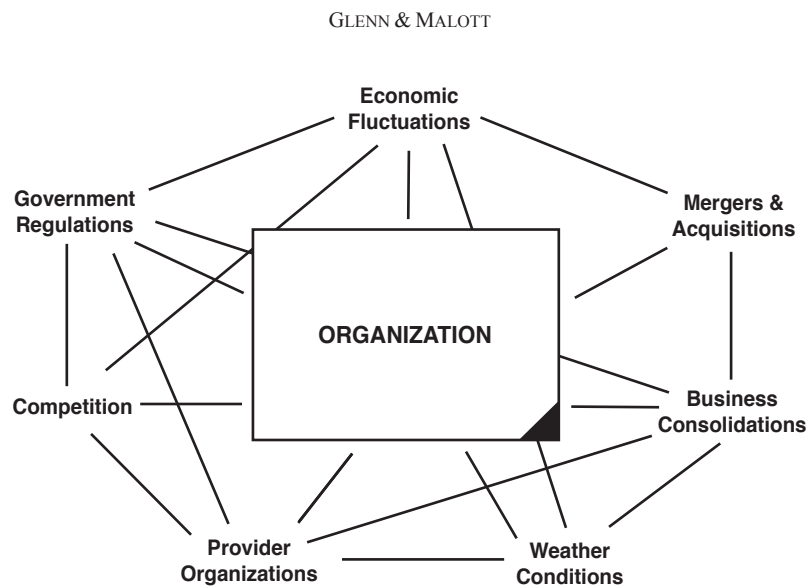 GLENN & MALOTT
Economic
Fluctuations
Government
Regulations
Mergers &
Acquisitions
ORGANIZATION
Competition
Business
Consolidations
Provider
Organizations
Weather
Conditions